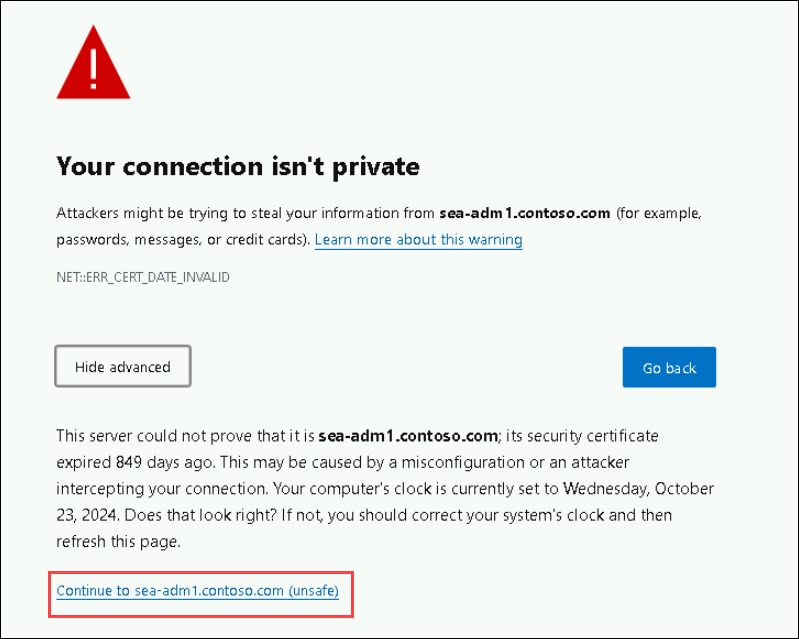 Your connection isn't private
Attackers might be trying to steal your information from sea-adm1.contoso.com (for example,
passwords, messages, or credit cards). Learn more about this warning
NET::ERR_CERT_DATE_INVALID
Hide advanced
Go back
This server could not prove that it is sea-adm1.contoso.com; its security certificate
expired 849 days ago. This may be caused by a misconfiguration or an attacker
intercepting your connection. Your computer's clock is currently set to Wednesday, October
23, 2024. Does that look right? If not, you should correct your system's clock and then
refresh this page.
Continue to sea-adm1.contoso.com (unsafe)